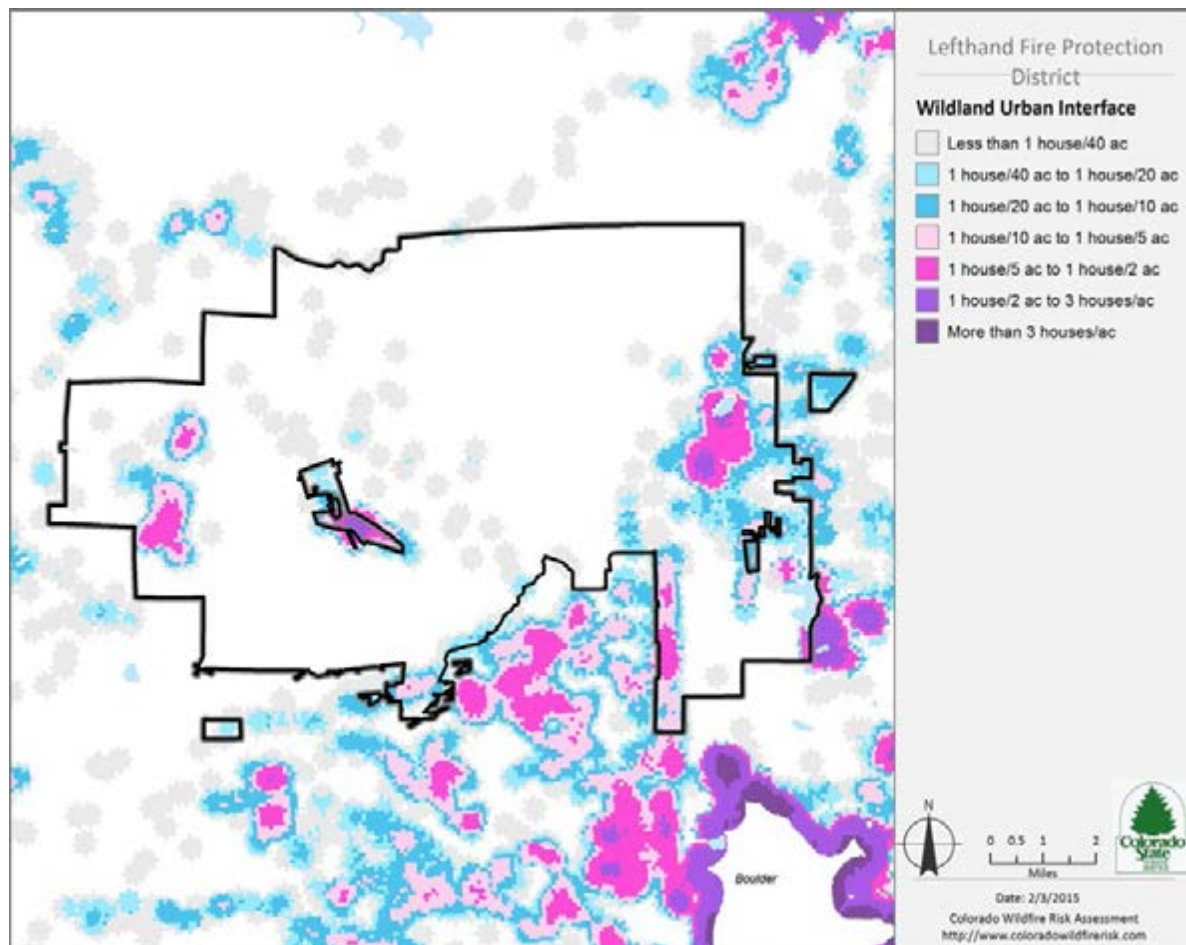 Lefthand Fire Protection
District
Wildland Urban Interface
Less than 1 house/40 ac
1 house/40 ac to 1 house/20 ac
1 house/20 ac to 1 house/10 ac
1 house/10 ac to 1 house/5 ac
1 house/5 ac to 1 house/2 ac
1 house/2 ac to 3 houses/ac
More than 3 houses/ac
N
0 0.5 1 2
Miles
Colorado
State
Boulder
Date: 2/3/2015
Colorado Wildfire Risk Assessment
http://www.coloradowildfirerisk.com